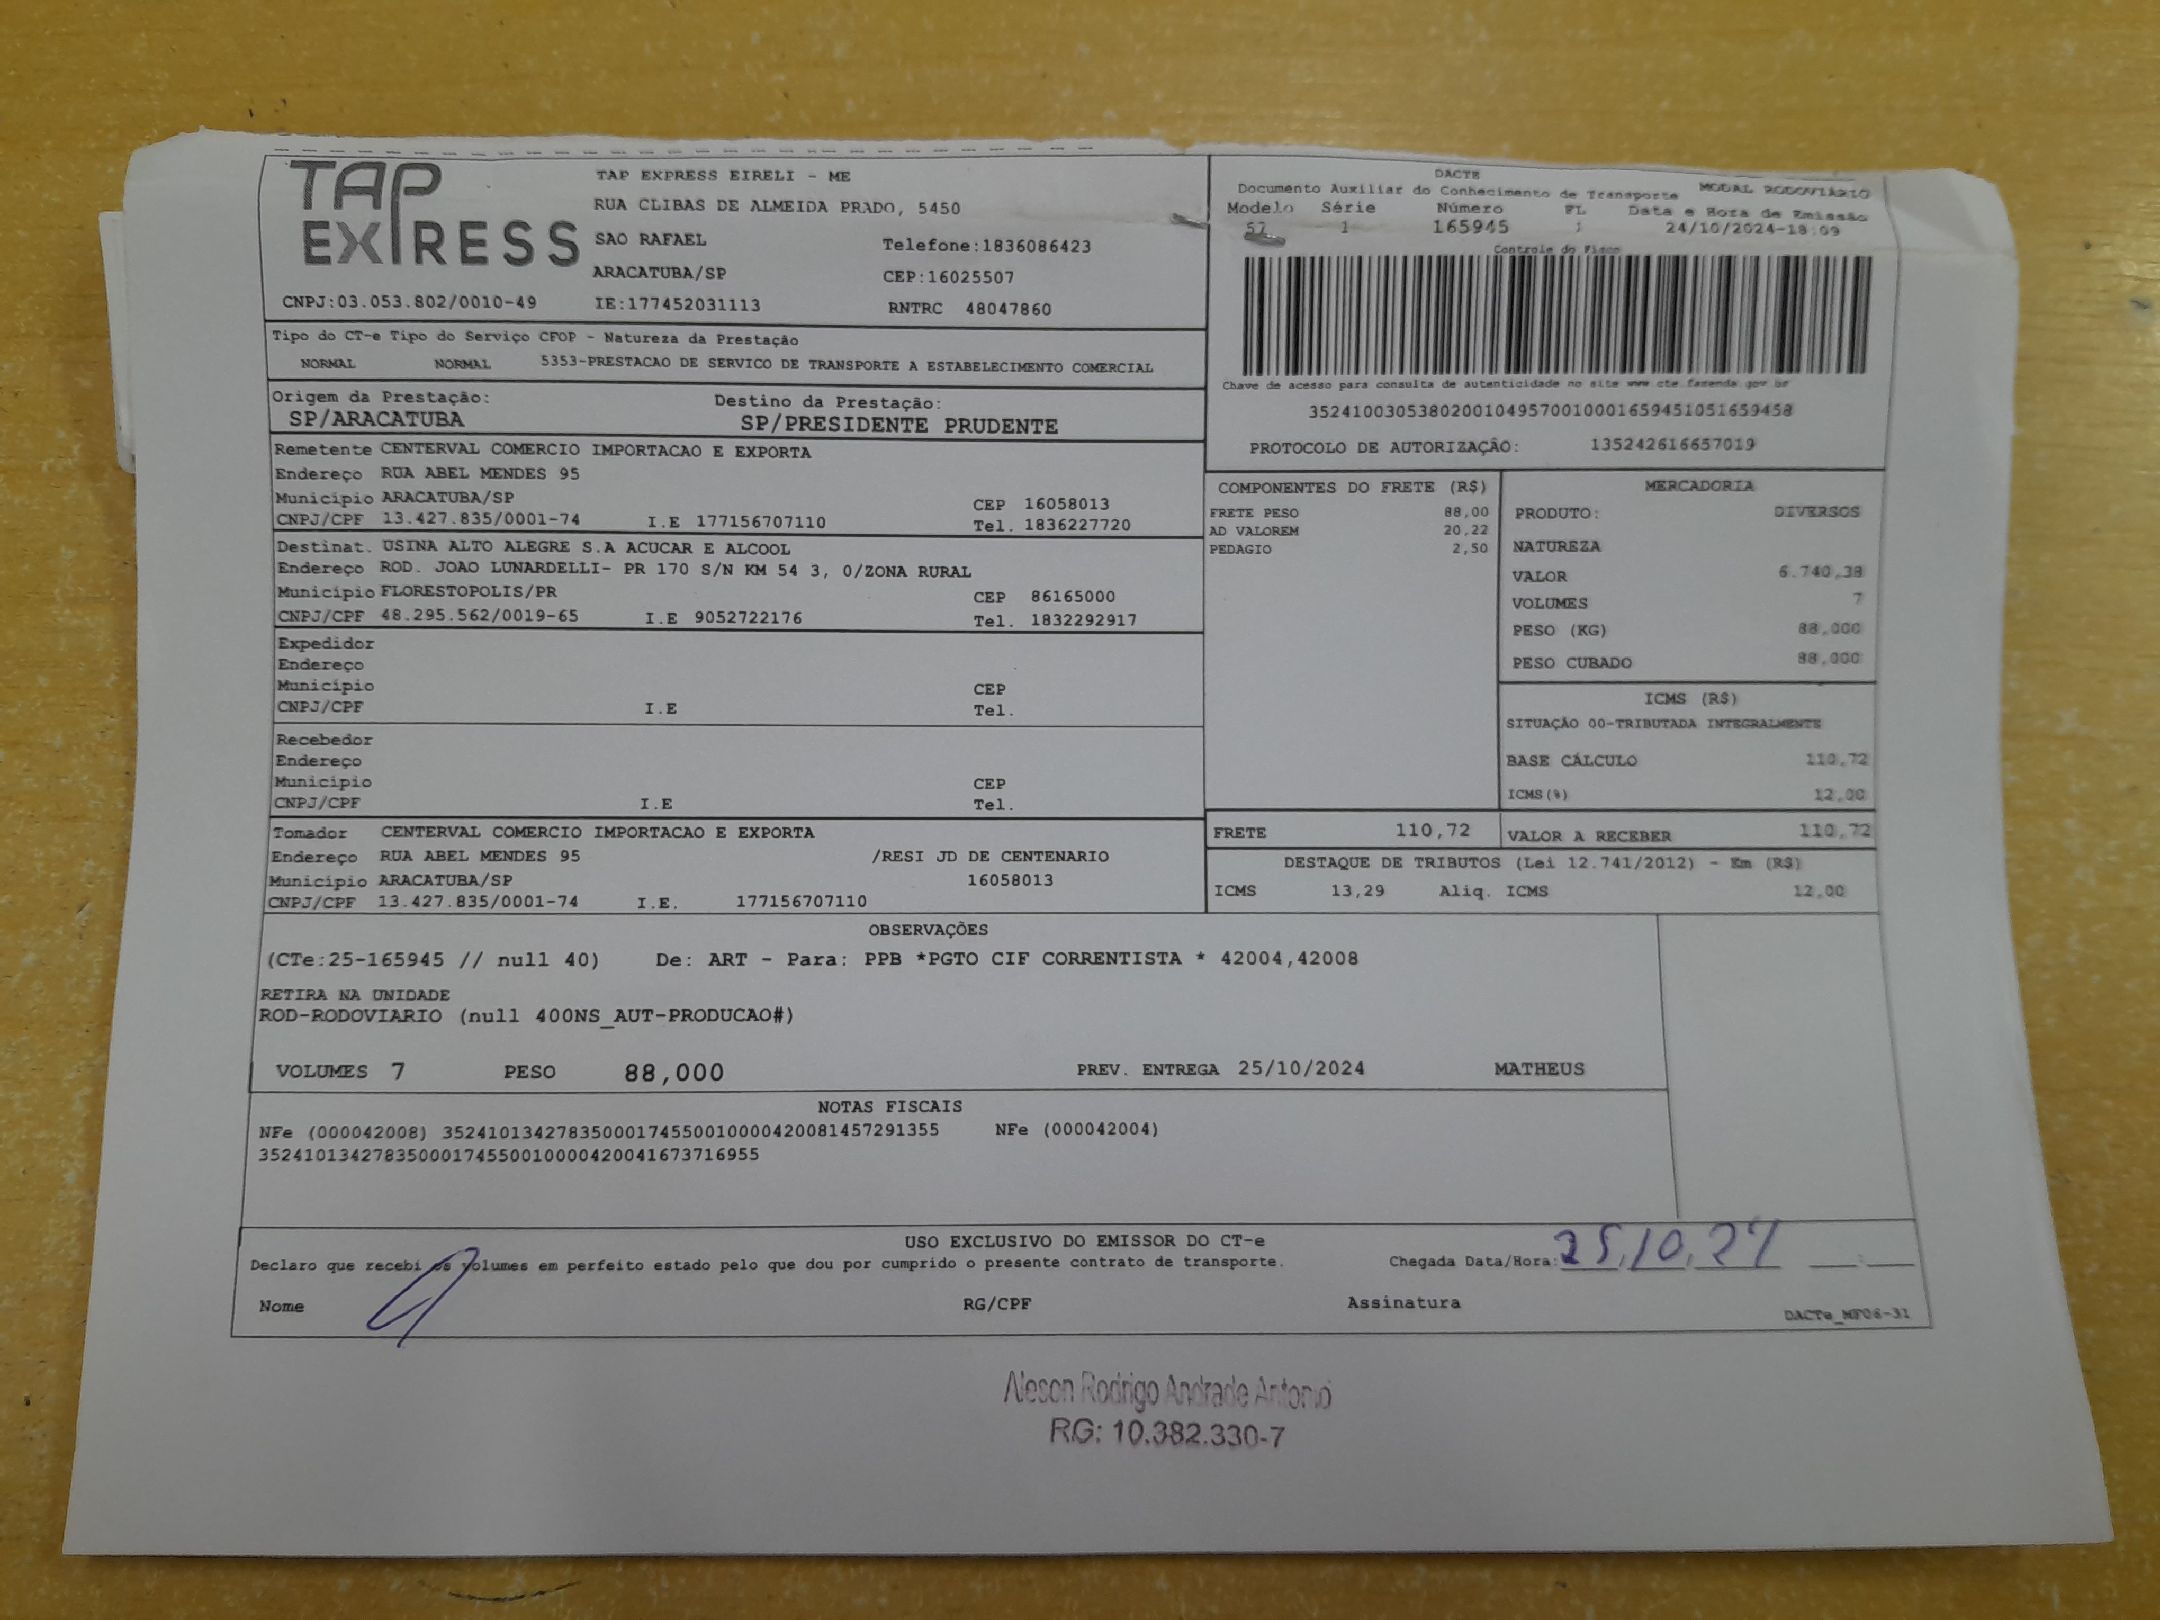 TAP EXPRESS
TAP EXPRESS EIRELI - ME
RUA CLIBAS DE ALMEIDA PRADO, 5450
SAO RAFAEL Telefone:1836086423
ARACATUBA/SP CEP:16025507
CNPJ:03.053.802/0010-49 IE:177452031113 RNTRC 48047860
DACTE
Documento Auxiliar do Conhecimento de Transporte MODAL RODOVIÁRIO
Modelo Série Número FL Data e Hora de Emissão
57 1 165945 1 24/10/2024-18:09
Controle do Fisco
Chave de acesso para consulta de autenticidade no site www.cte.fazenda.gov.br
35241003053802001049570010001659451051659458
PROTOCOLO DE AUTORIZAÇÃO: 135242616657019
Tipo do CT-e Tipo do Serviço CFOP - Natureza da Prestação
NORMAL NORMAL 5353-PRESTACAO DE SERVICO DE TRANSPORTE A ESTABELECIMENTO COMERCIAL
Origem da Prestação: Destino da Prestação:
SP/ARACATUBA SP/PRESIDENTE PRUDENTE
Remetente CENTERVAL COMERCIO IMPORTACAO E EXPORTA
Endereço RUA ABEL MENDES 95
Município ARACATUBA/SP CEP 16058013
CNPJ/CPF 13.427.835/0001-74 I.E 177156707110 Tel. 1836227720
Destinat. USINA ALTO ALEGRE S.A ACUCAR E ALCOOL
Endereço ROD. JOAO LUNARDELLI- PR 170 S/N KM 54 3, 0/ZONA RURAL
Município FLORESTOPOLIS/PR CEP 86165000
CNPJ/CPF 48.295.562/0019-65 I.E 9052722176 Tel. 1832292917
Expedidor
Endereço
Município CEP
CNPJ/CPF I.E Tel.
Recebedor
Endereço
Município CEP
CNPJ/CPF I.E Tel.
Tomador CENTERVAL COMERCIO IMPORTACAO E EXPORTA
Endereço RUA ABEL MENDES 95 /RESI JD DE CENTENARIO
Município ARACATUBA/SP 16058013
CNPJ/CPF 13.427.835/0001-74 I.E. 177156707110
COMPONENTES DO FRETE (R$)
FRETE PESO 88,00
AD VALOREM 20,22
PEDAGIO 2,50
MERCADORIA
PRODUTO: DIVERSOS
NATUREZA
VALOR 6.740,38
VOLUMES 7
PESO (KG) 88,000
PESO CUBADO 88,000
ICMS (R$)
SITUAÇÃO 00-TRIBUTADA INTEGRALMENTE
BASE CÁLCULO 110,72
ICMS(%) 12,00
FRETE 110,72 VALOR A RECEBER 110,72
DESTAQUE DE TRIBUTOS (Lei 12.741/2012) - Em (R$)
ICMS 13,29 Aliq. ICMS 12,00
OBSERVAÇÕES
(CTe:25-165945 // null 40) De: ART - Para: PPB *PGTO CIF CORRENTISTA * 42004,42008
RETIRA NA UNIDADE
ROD-RODOVIARIO (null 400NS_AUT-PRODUCAO#)
VOLUMES 7 PESO 88,000 PREV. ENTREGA 25/10/2024 MATHEUS
NOTAS FISCAIS
NFe (000042008) 35241013427835000174550010000420081457291355 NFe (000042004)
35241013427835000174550010000420041673716955
USO EXCLUSIVO DO EMISSOR DO CT-e
Declaro que recebi os volumes em perfeito estado pelo que dou por cumprido o presente contrato de transporte. Chegada Data/Hora: 25/10/24
Nome RG/CPF Assinatura
DACTe_MF06-31
Aleson Rodrigo Andrade Antonio
RG: 10.382.330-7